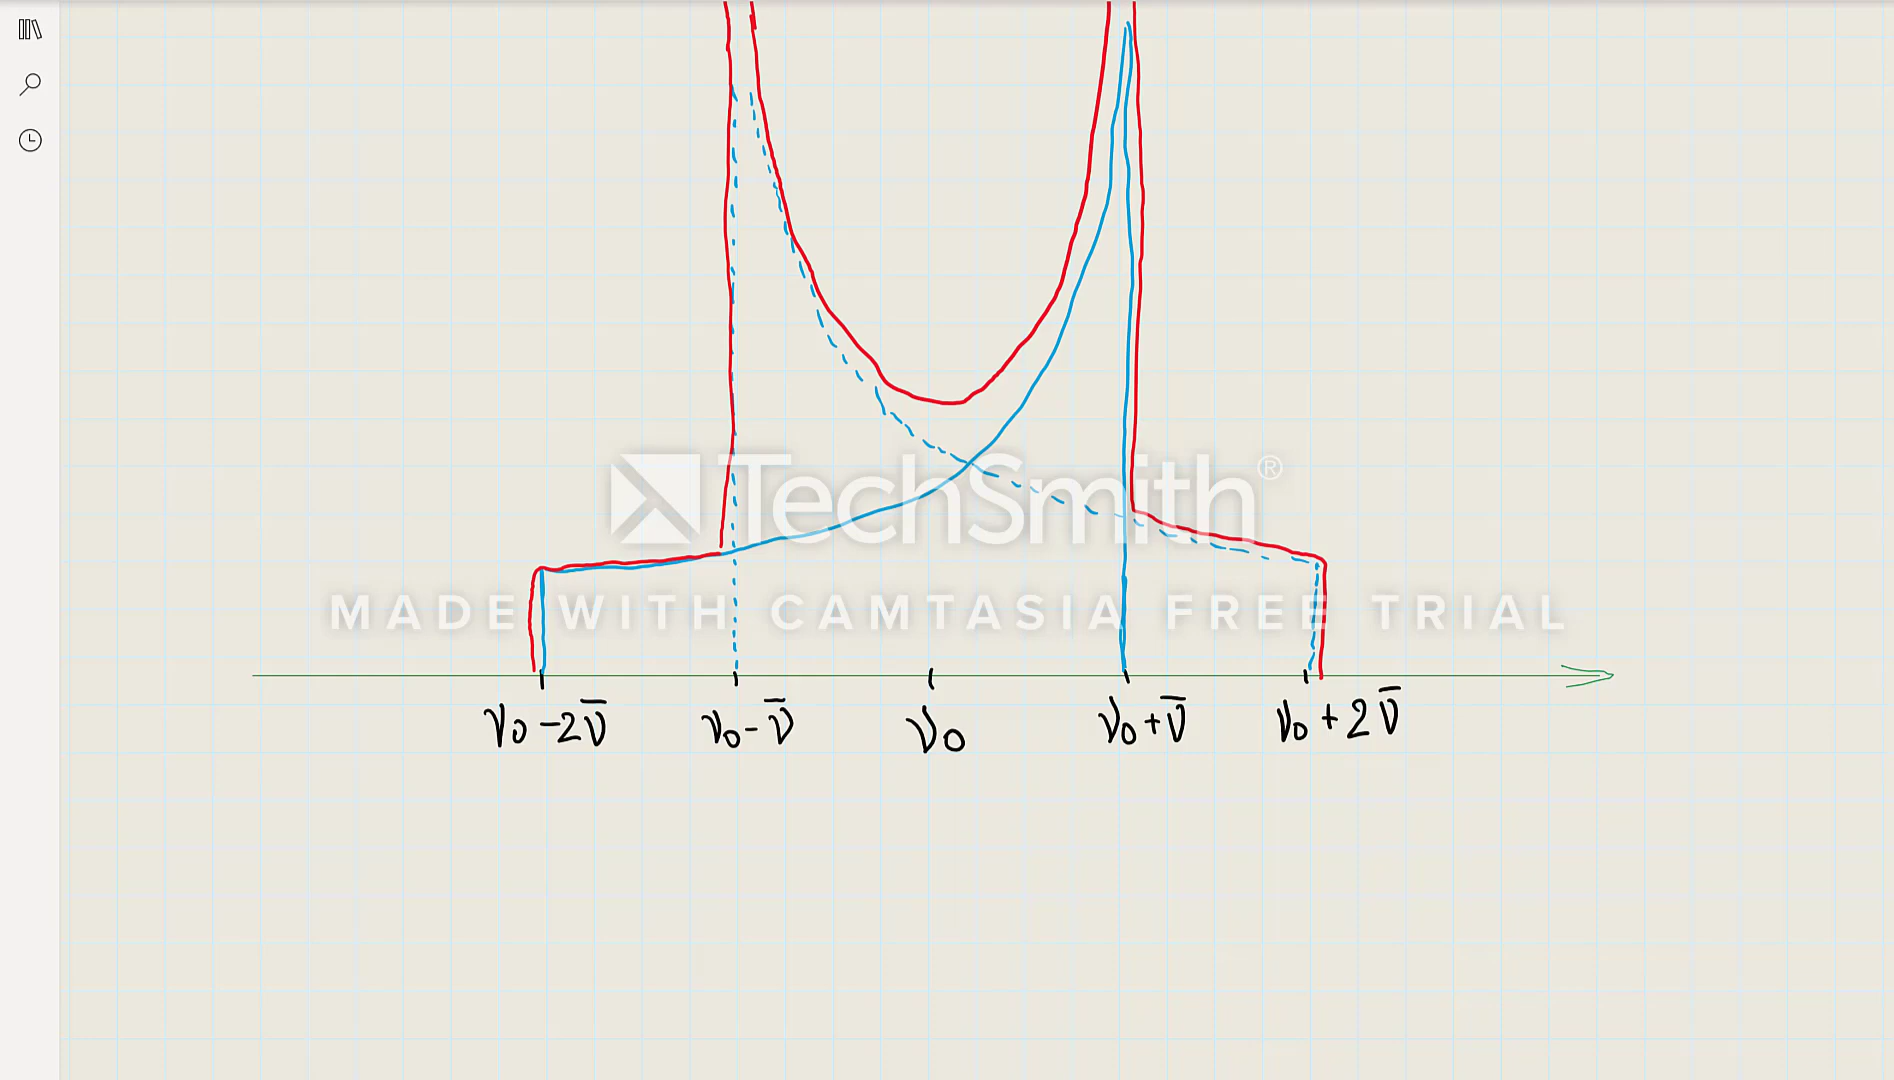 TechSmith®
MADE WITH CAMTASIA FREE TRIAL
ν0 − 2ν̅ ν0 − ν̅ ν0 ν0 + ν̅ ν0 + 2ν̅